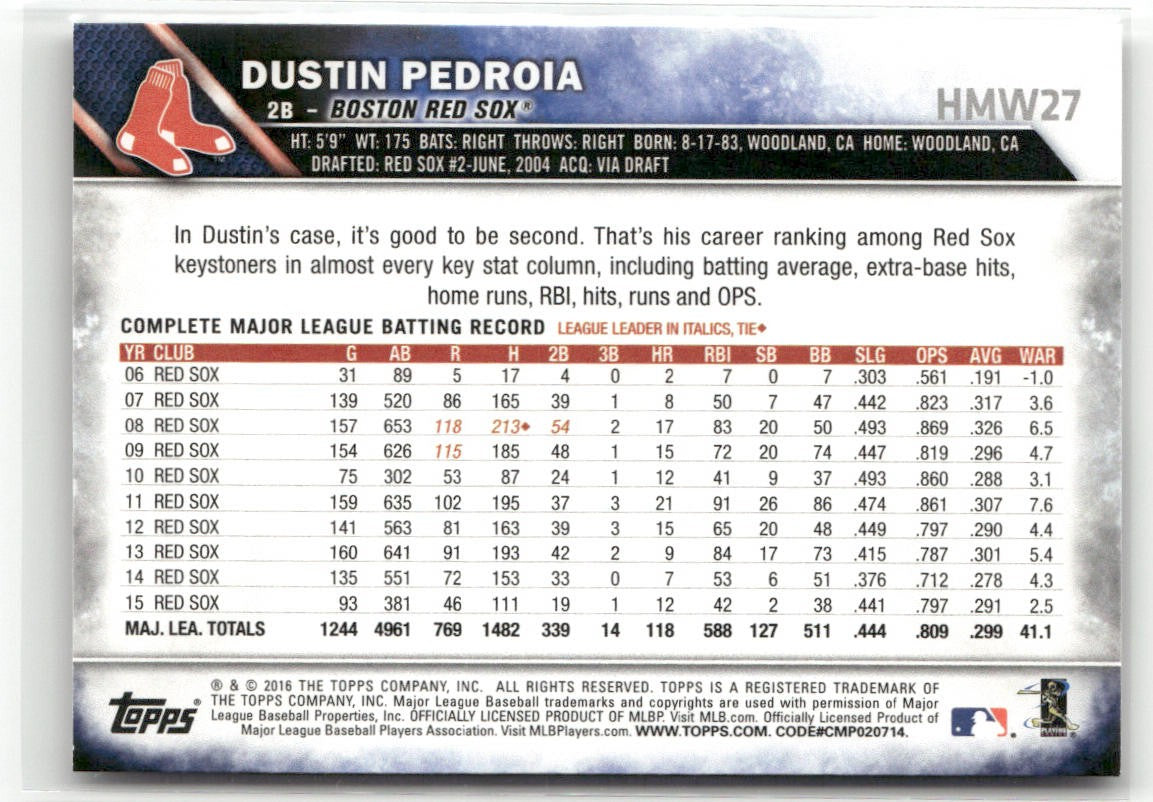 DUSTIN PEDROIA
2B – BOSTON RED SOX®
HMW27
HT: 5'9" WT: 175 BATS: RIGHT THROWS: RIGHT BORN: 8-17-83, WOODLAND, CA HOME: WOODLAND, CA
DRAFTED: RED SOX #2-JUNE, 2004 ACQ: VIA DRAFT
TM
In Dustin's case, it's good to be second. That's his career ranking among Red Sox
keystoners in almost every key stat column, including batting average, extra-base hits,
home runs, RBI, hits, runs and OPS.
COMPLETE MAJOR LEAGUE BATTING RECORD LEAGUE LEADER IN ITALICS, TIE◆
YR CLUB G AB R H 2B 3B HR RBI SB BB SLG OPS AVG WAR
06 RED SOX 31 89 5 17 4 0 2 7 0 7 .303 .561 .191 -1.0
07 RED SOX 139 520 86 165 39 1 8 50 7 47 .442 .823 .317 3.6
08 RED SOX 157 653 118 213◆ 54 2 17 83 20 50 .493 .869 .326 6.5
09 RED SOX 154 626 115 185 48 1 15 72 20 74 .447 .819 .296 4.7
10 RED SOX 75 302 53 87 24 1 12 41 9 37 .493 .860 .288 3.1
11 RED SOX 159 635 102 195 37 3 21 91 26 86 .474 .861 .307 7.6
12 RED SOX 141 563 81 163 39 3 15 65 20 48 .449 .797 .290 4.4
13 RED SOX 160 641 91 193 42 2 9 84 17 73 .415 .787 .301 5.4
14 RED SOX 135 551 72 153 33 0 7 53 6 51 .376 .712 .278 4.3
15 RED SOX 93 381 46 111 19 1 12 42 2 38 .441 .797 .291 2.5
MAJ. LEA. TOTALS 1244 4961 769 1482 339 14 118 588 127 511 .444 .809 .299 41.1
topps®
® & © 2016 THE TOPPS COMPANY, INC. ALL RIGHTS RESERVED. TOPPS IS A REGISTERED TRADEMARK OF
THE TOPPS COMPANY, INC. Major League Baseball trademarks and copyrights are used with permission of Major
League Baseball Properties, Inc. OFFICIALLY LICENSED PRODUCT OF MLBP. Visit MLB.com. Officially Licensed Product of
Major League Baseball Players Association. Visit MLBPlayers.com. WWW.TOPPS.COM. CODE#CMP020714.